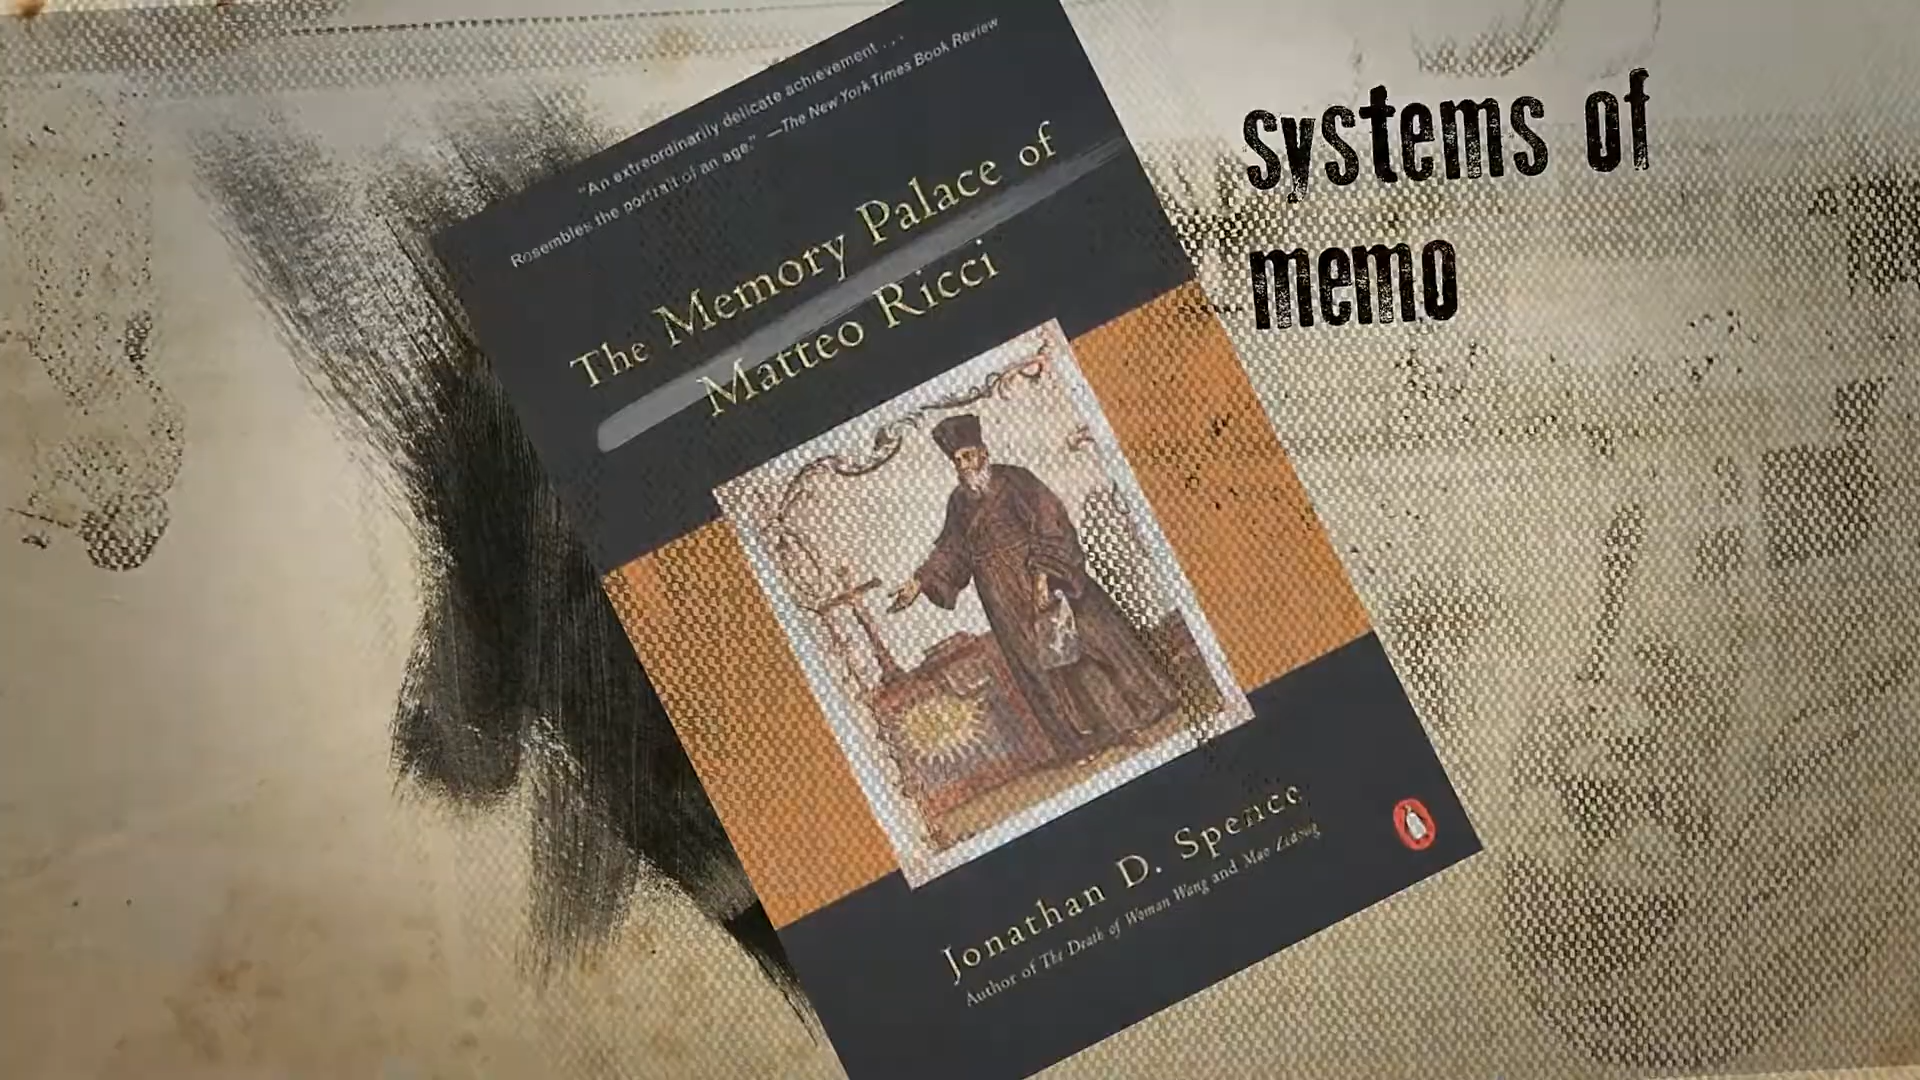 "An extraordinarily delicate achievement . . .
Resembles the portrait of an age." —The New York Times Book Review
The Memory Palace of
Matteo Ricci
Jonathan D. Spence
Author of The Death of Woman Wang and Mao Zedong
systems of
memo